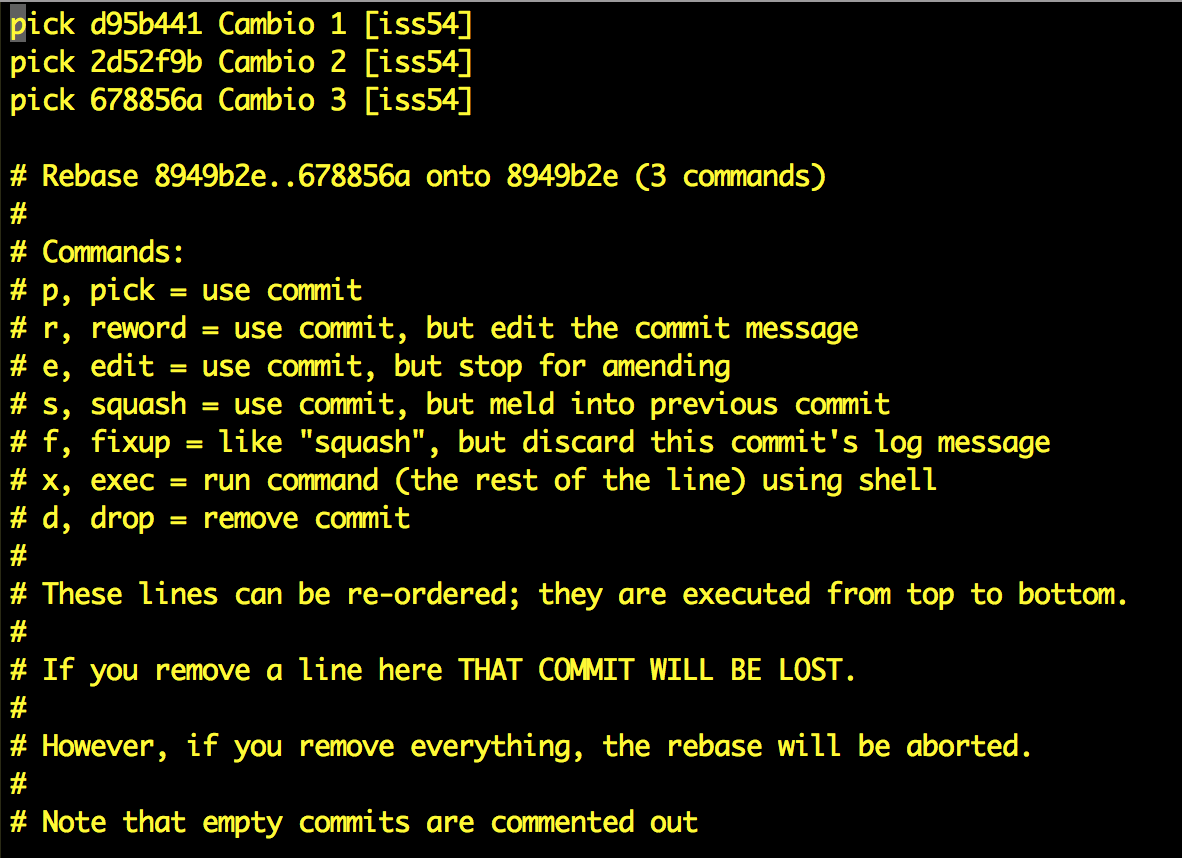 pick d95b441 Cambio 1 [iss54]
pick 2d52f9b Cambio 2 [iss54]
pick 678856a Cambio 3 [iss54]
# Rebase 8949b2e..678856a onto 8949b2e (3 commands)
#
# Commands:
# p, pick = use commit
# r, reword = use commit, but edit the commit message
# e, edit = use commit, but stop for amending
# s, squash = use commit, but meld into previous commit
# f, fixup = like "squash", but discard this commit's log message
# x, exec = run command (the rest of the line) using shell
# d, drop = remove commit
#
# These lines can be re-ordered; they are executed from top to bottom.
#
# If you remove a line here THAT COMMIT WILL BE LOST.
#
# However, if you remove everything, the rebase will be aborted.
#
# Note that empty commits are commented out